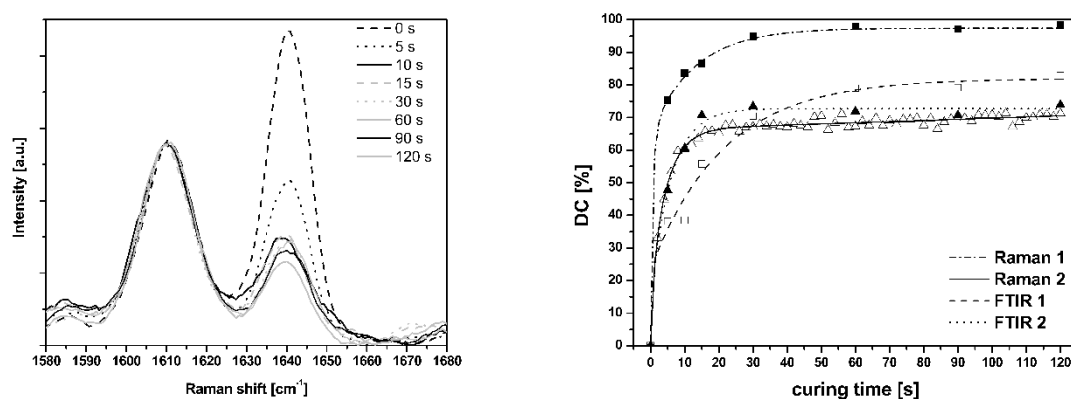 0 s
5 s
10 s
15 s
30 s
60 s
90 s
120 s
Intensity [a.u.]
1580 1590 1600 1610 1620 1630 1640 1650 1660 1670 1680
Raman shift [cm⁻¹]
100
90
80
70
60
50
40
30
20
10
0
DC [%]
Raman 1
Raman 2
FTIR 1
FTIR 2
0 10 20 30 40 50 60 70 80 90 100 110 120
curing time [s]